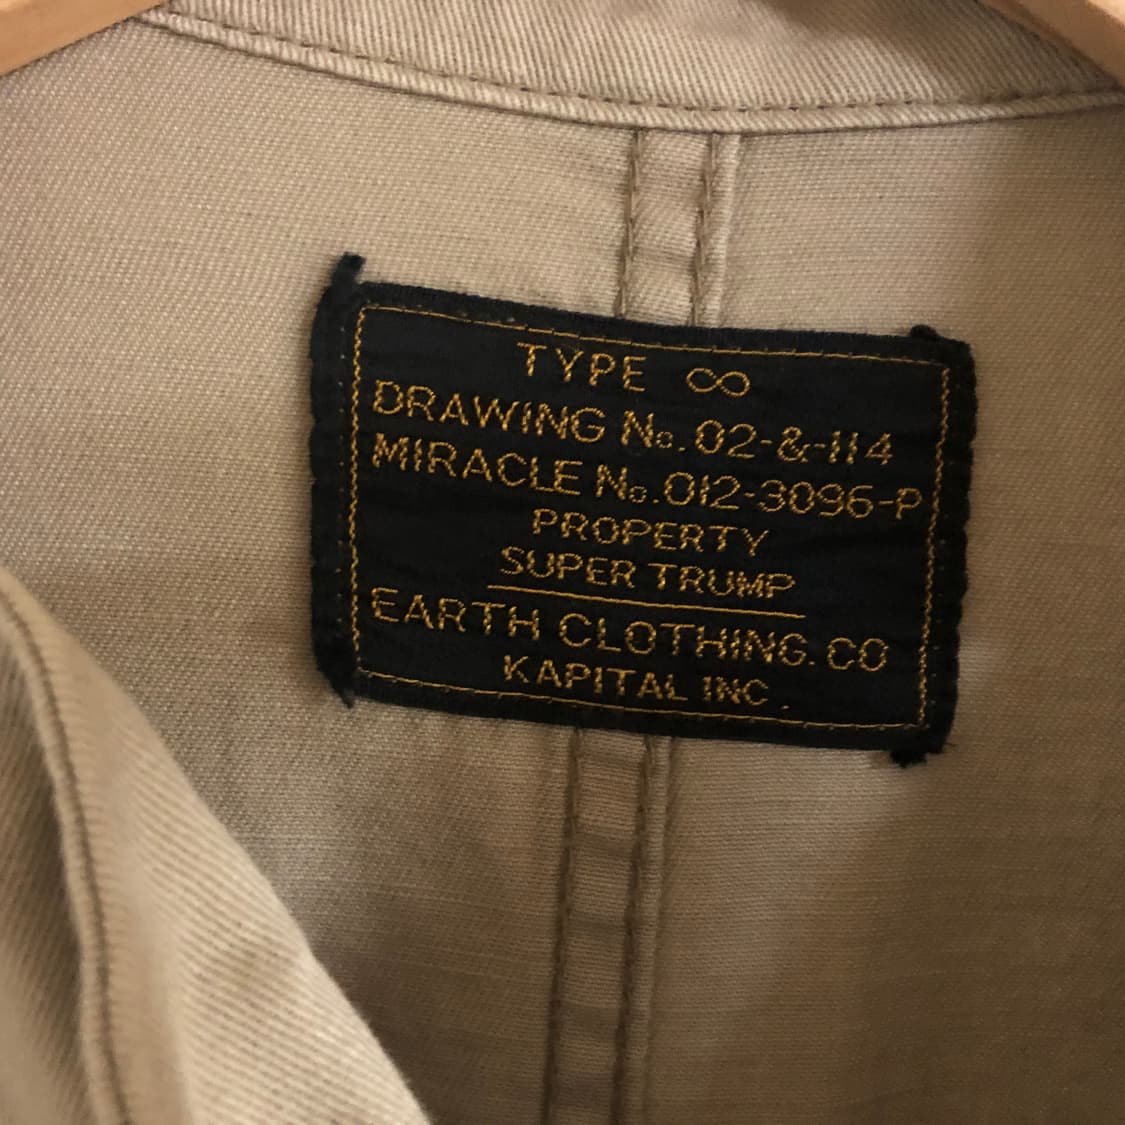 TYPE ∞
DRAWING No. 02-&-114
MIRACLE No. 012-3096-P
PROPERTY
SUPER TRUMP
EARTH CLOTHING. CO
KAPITAL INC.